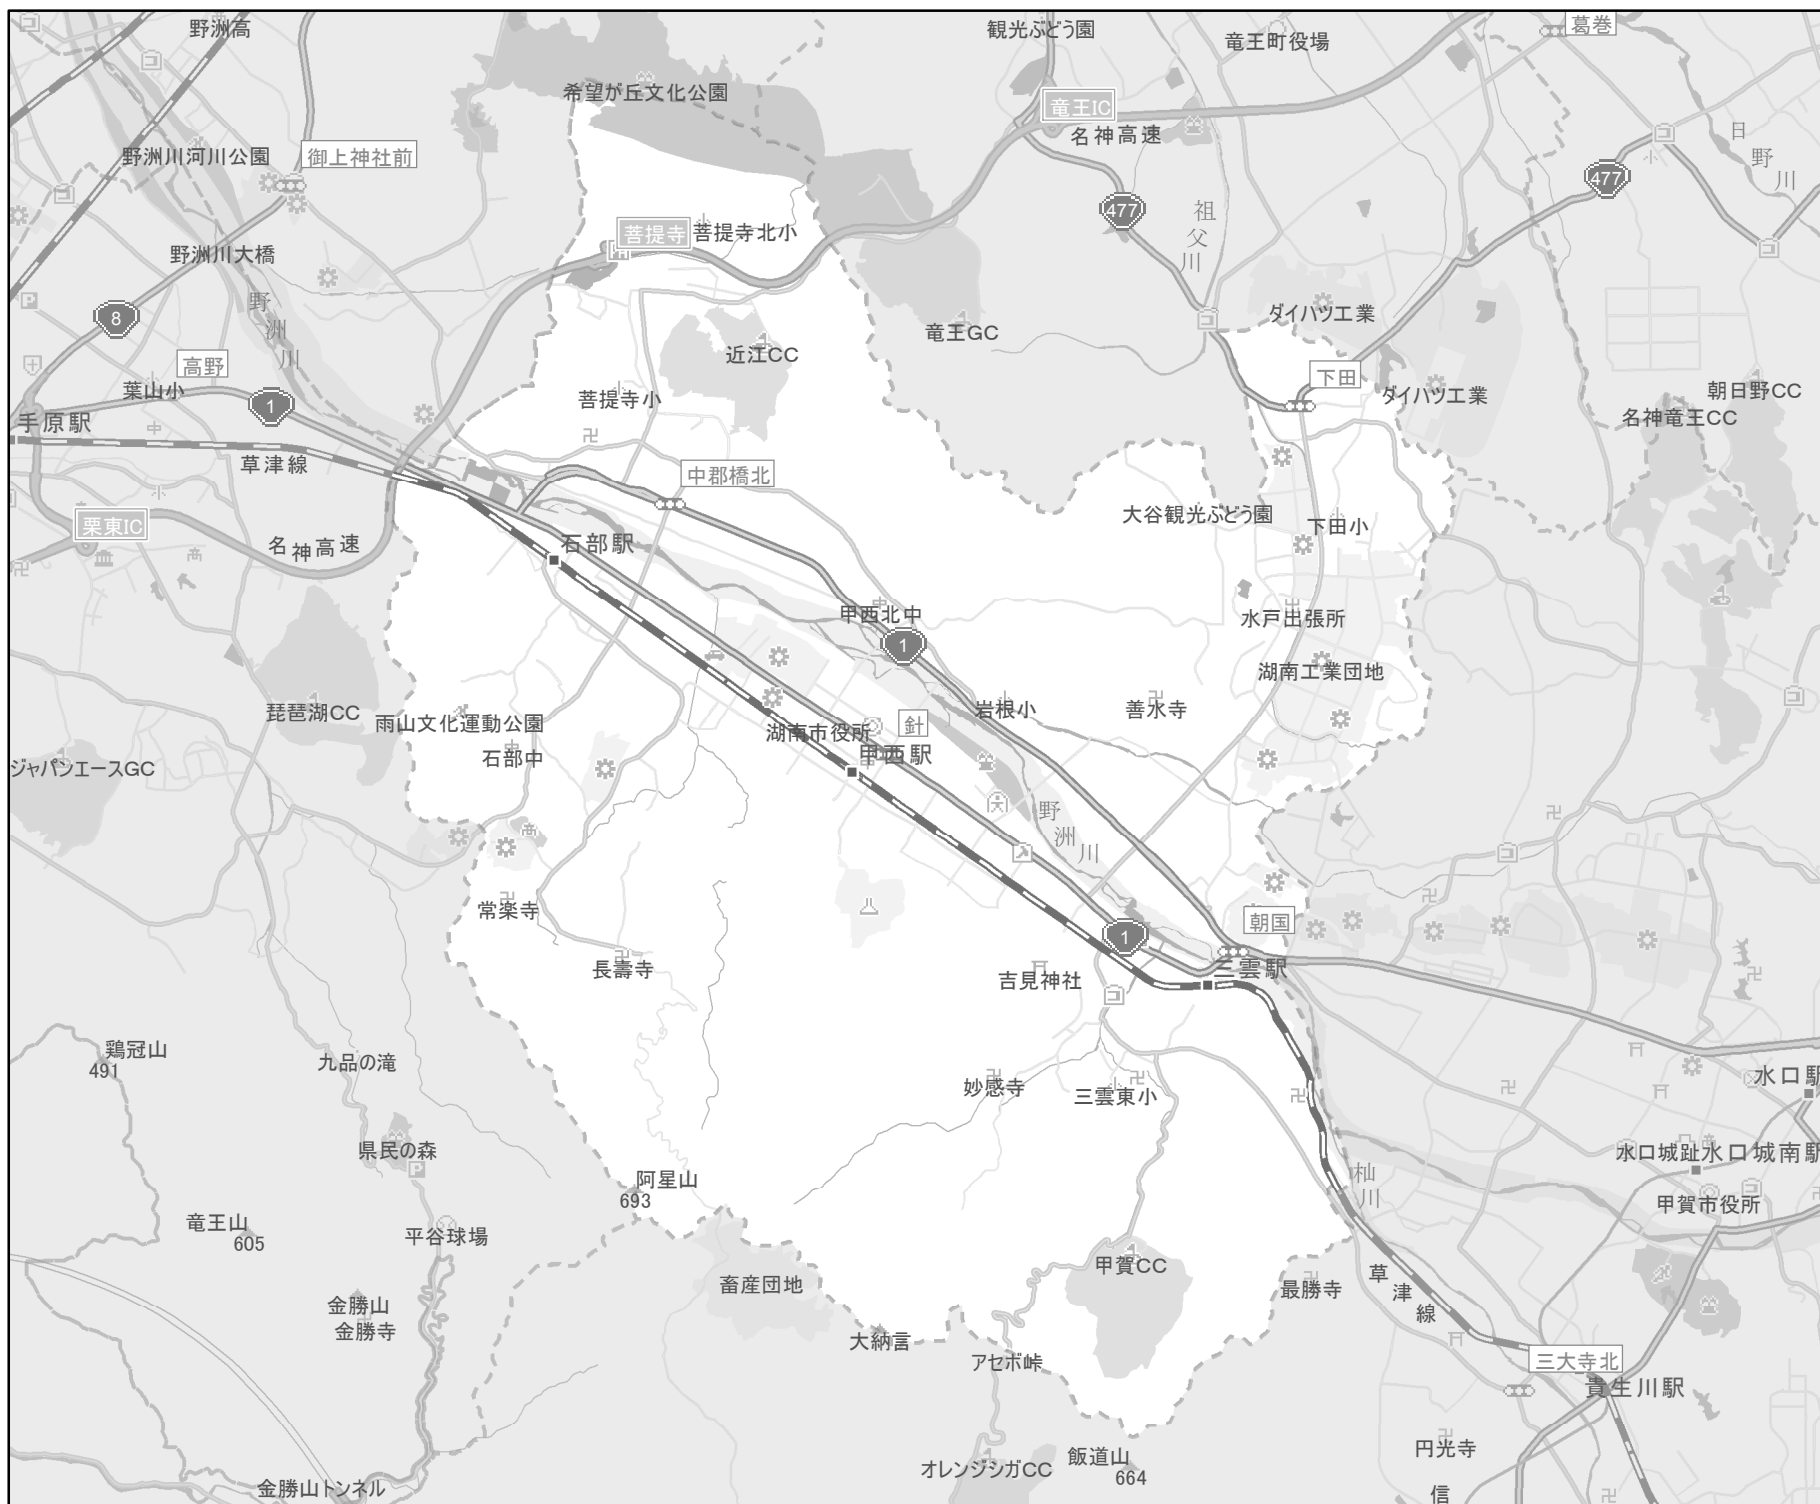 野洲高
観光ぶどう園
竜王町役場
葛巻
希望が丘文化公園
竜王IC
名神高速
日野川
野洲川河川公園
御上神社前
477
477
祖父川
菩提寺
菩提寺北小
野洲川大橋
野洲川
8
ダイハツ工業
竜王GC
近江CC
高野
葉山小
1
下田
ダイハツ工業
朝日野CC
名神竜王CC
菩提寺小
手原駅
草津線
中郡橋北
大谷観光ぶどう園
下田小
栗東IC
名神高速
石部駅
甲西北中
1
水戸出張所
湖南工業団地
琵琶湖CC
雨山文化運動公園
岩根小
善水寺
石部中
湖南市役所
針
甲西駅
ジャパンエースGC
野洲川
常楽寺
朝国
1
長壽寺
吉見神社
三雲駅
鶏冠山
491
九品の滝
妙感寺
三雲東小
水口駅
県民の森
水口城趾
水口城南駅
阿星山
693
杣川
甲賀市役所
竜王山
605
平谷球場
甲賀CC
畜産団地
最勝寺
草津線
金勝山
金勝寺
大納言
アセボ峠
三大寺北
貴生川駅
円光寺
飯道山
664
オレンジシガCC
金勝山トンネル
信